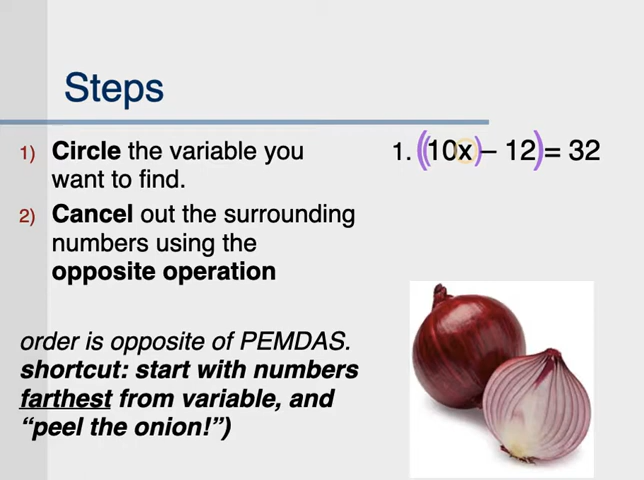 Steps
1) Circle the variable you
want to find.
2) Cancel out the surrounding
numbers using the
opposite operation
order is opposite of PEMDAS.
shortcut: start with numbers
farthest from variable, and
“peel the onion!”)
1. ((10x) – 12) = 32